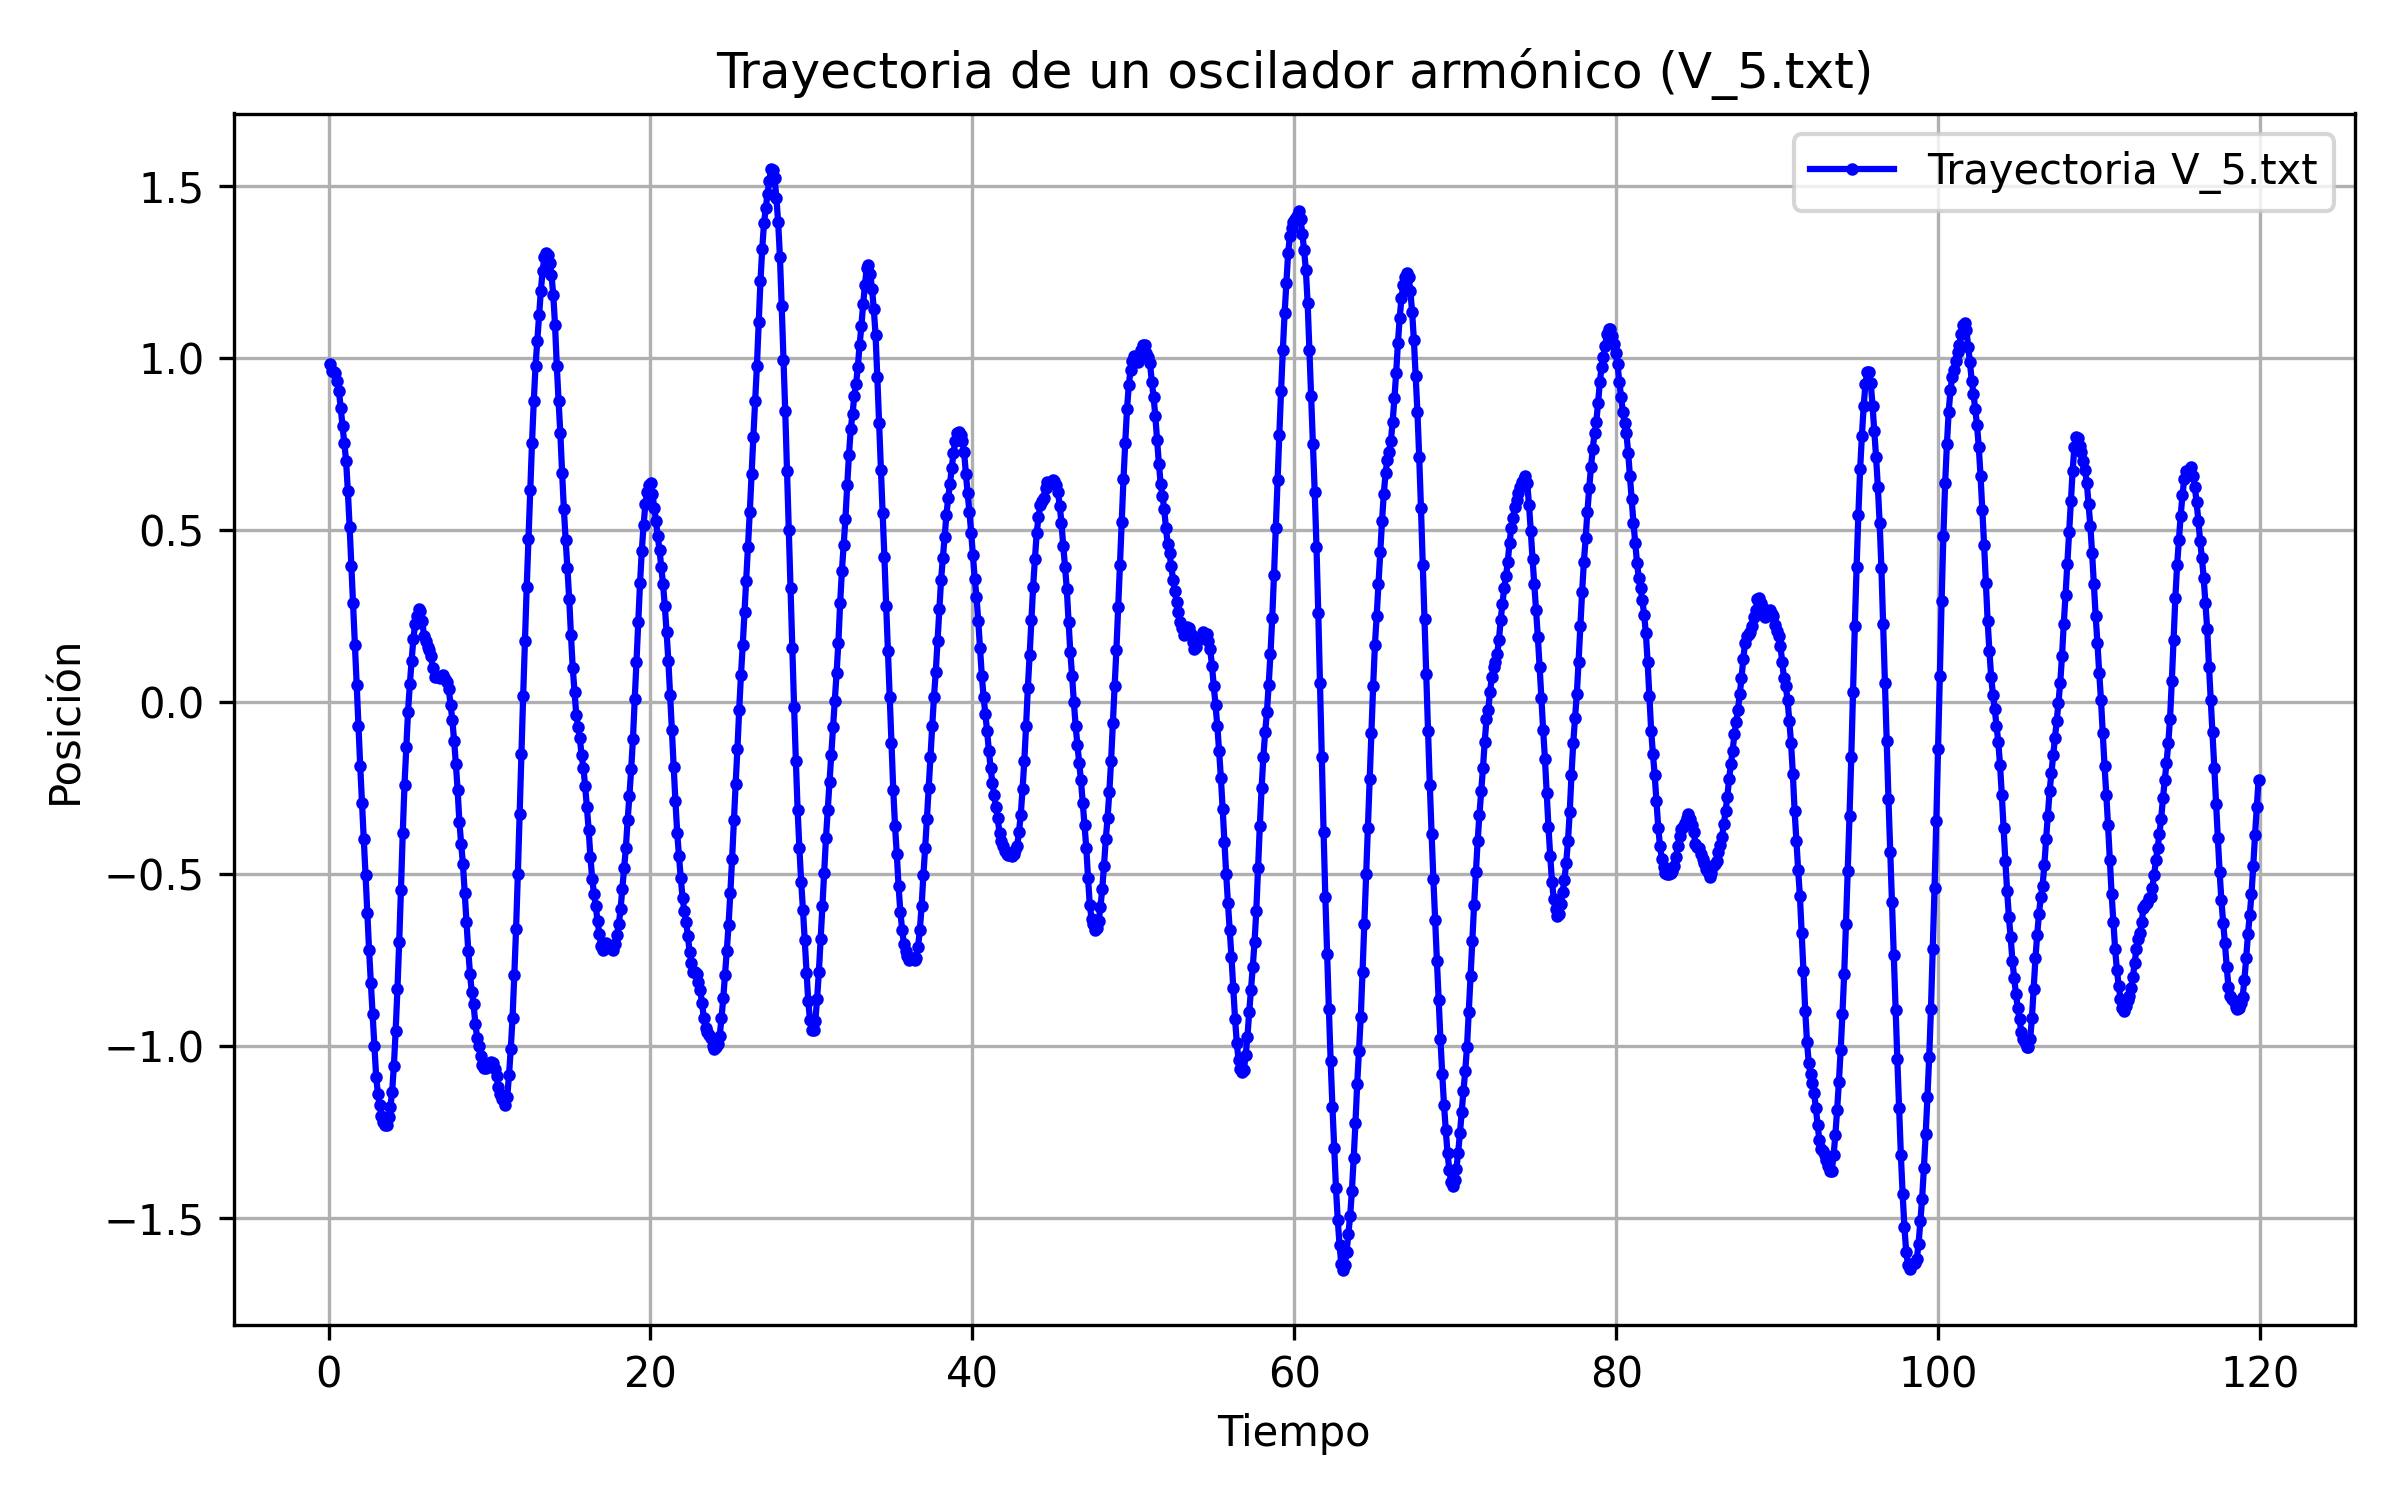 Trayectoria de un oscilador armónico (V_5.txt)
Trayectoria V_5.txt
1.5
1.0
0.5
0.0
−0.5
−1.0
−1.5
Posición
0 20 40 60 80 100 120
Tiempo